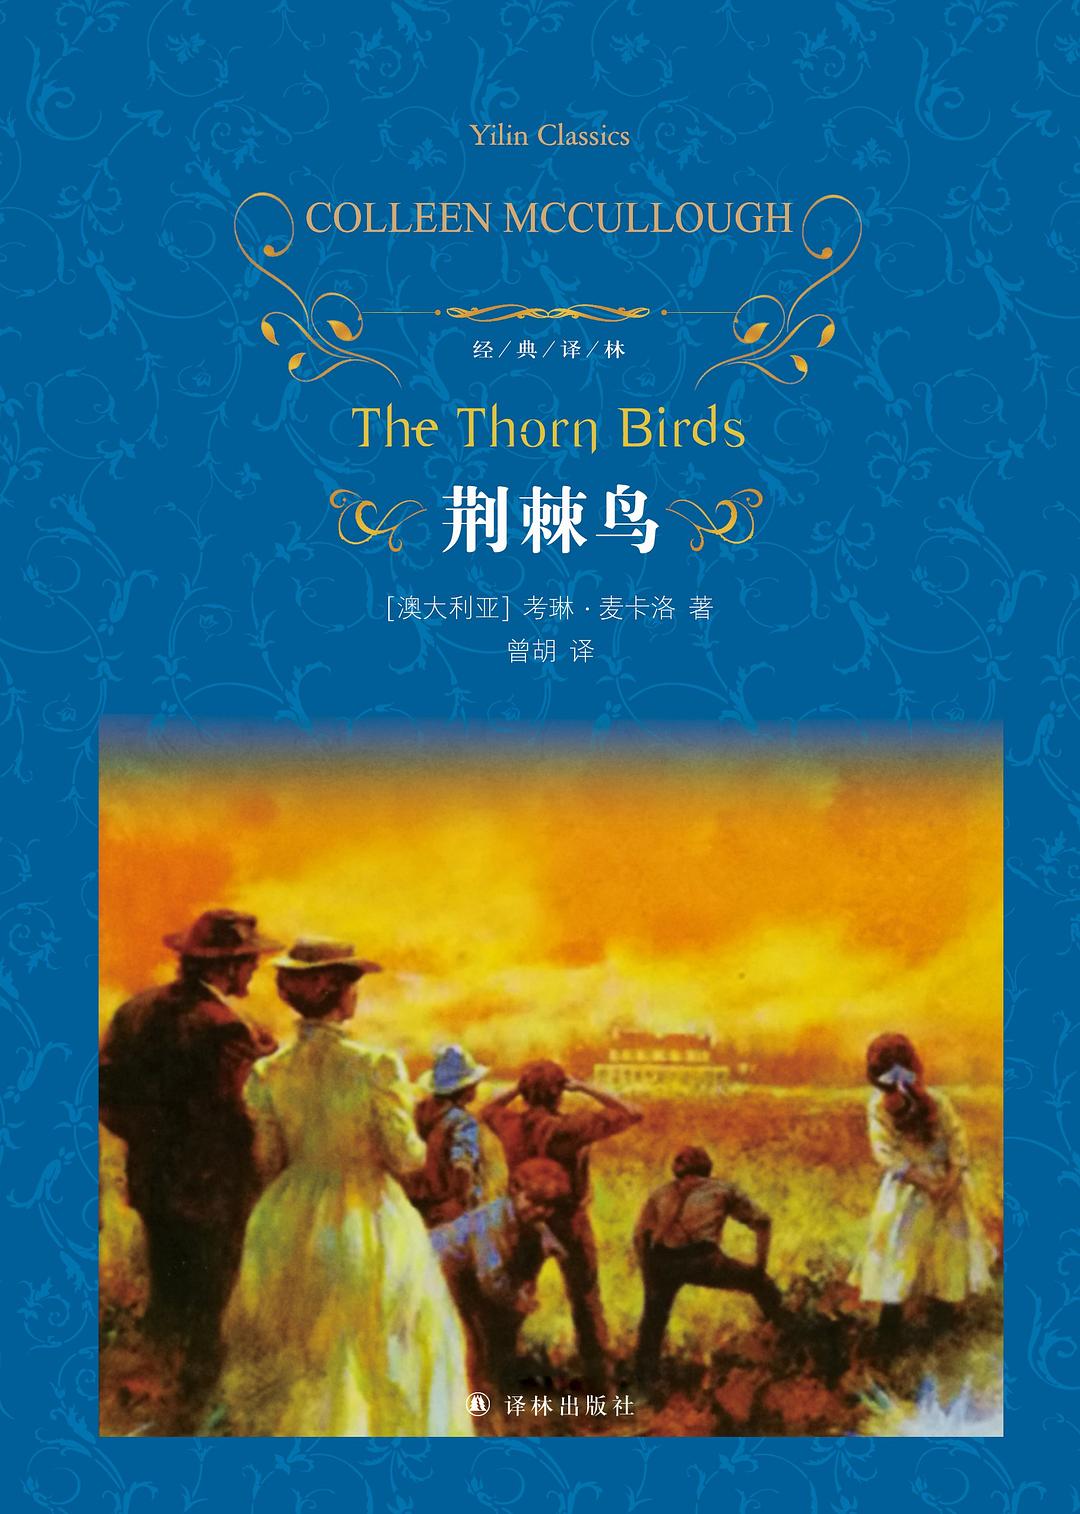 Yilin Classics
COLLEEN MCCULLOUGH
经/典/译/林
The Thorn Birds
荆棘鸟
[澳大利亚] 考琳·麦卡洛 著
曾胡 译
译林出版社